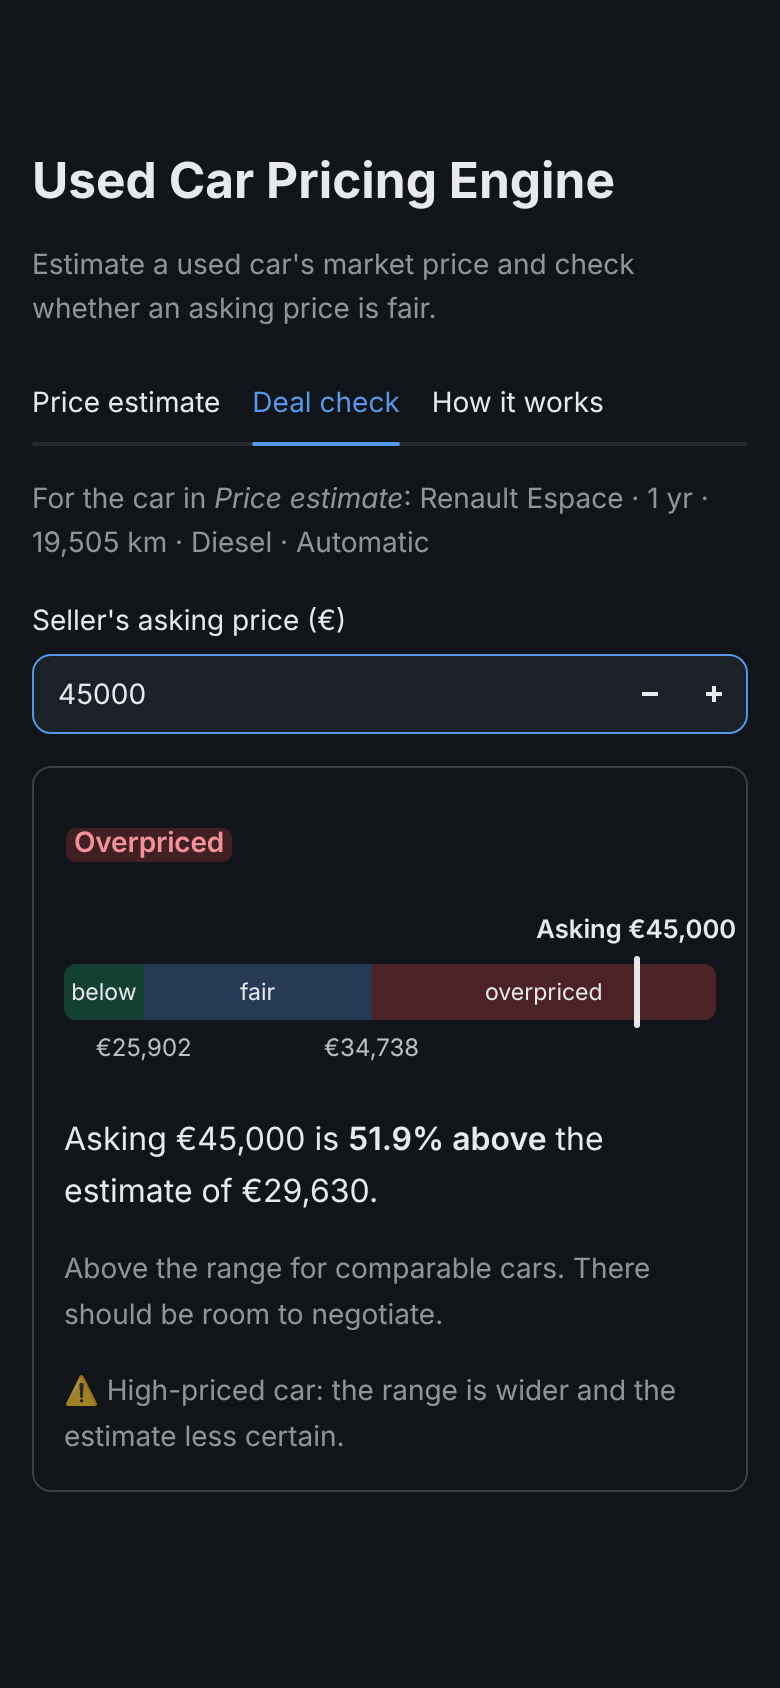 Used Car Pricing Engine
Estimate a used car's market price and check
whether an asking price is fair.
Price estimate Deal check How it works
For the car in Price estimate: Renault Espace · 1 yr ·
19,505 km · Diesel · Automatic
Seller's asking price (€)
45000 − +
Overpriced
Asking €45,000
below fair overpriced
€25,902 €34,738
Asking €45,000 is 51.9% above the
estimate of €29,630.
Above the range for comparable cars. There
should be room to negotiate.
⚠️ High-priced car: the range is wider and the
estimate less certain.